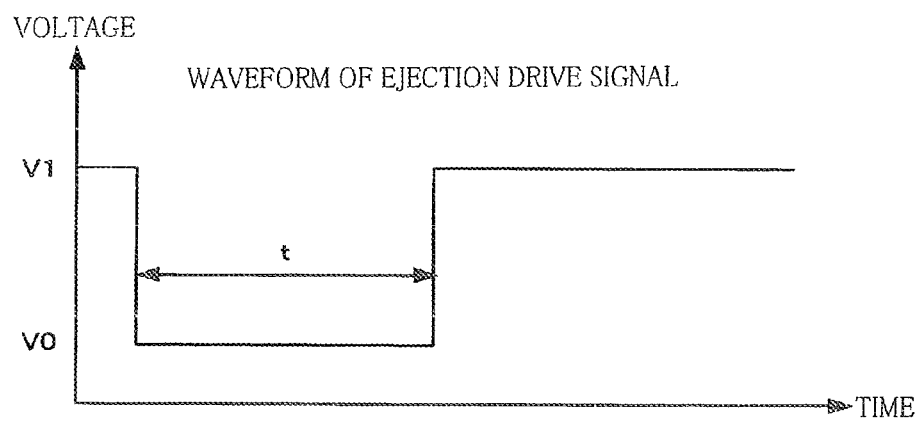 VOLTAGE
WAVEFORM OF EJECTION DRIVE SIGNAL
V1
t
V0
TIME